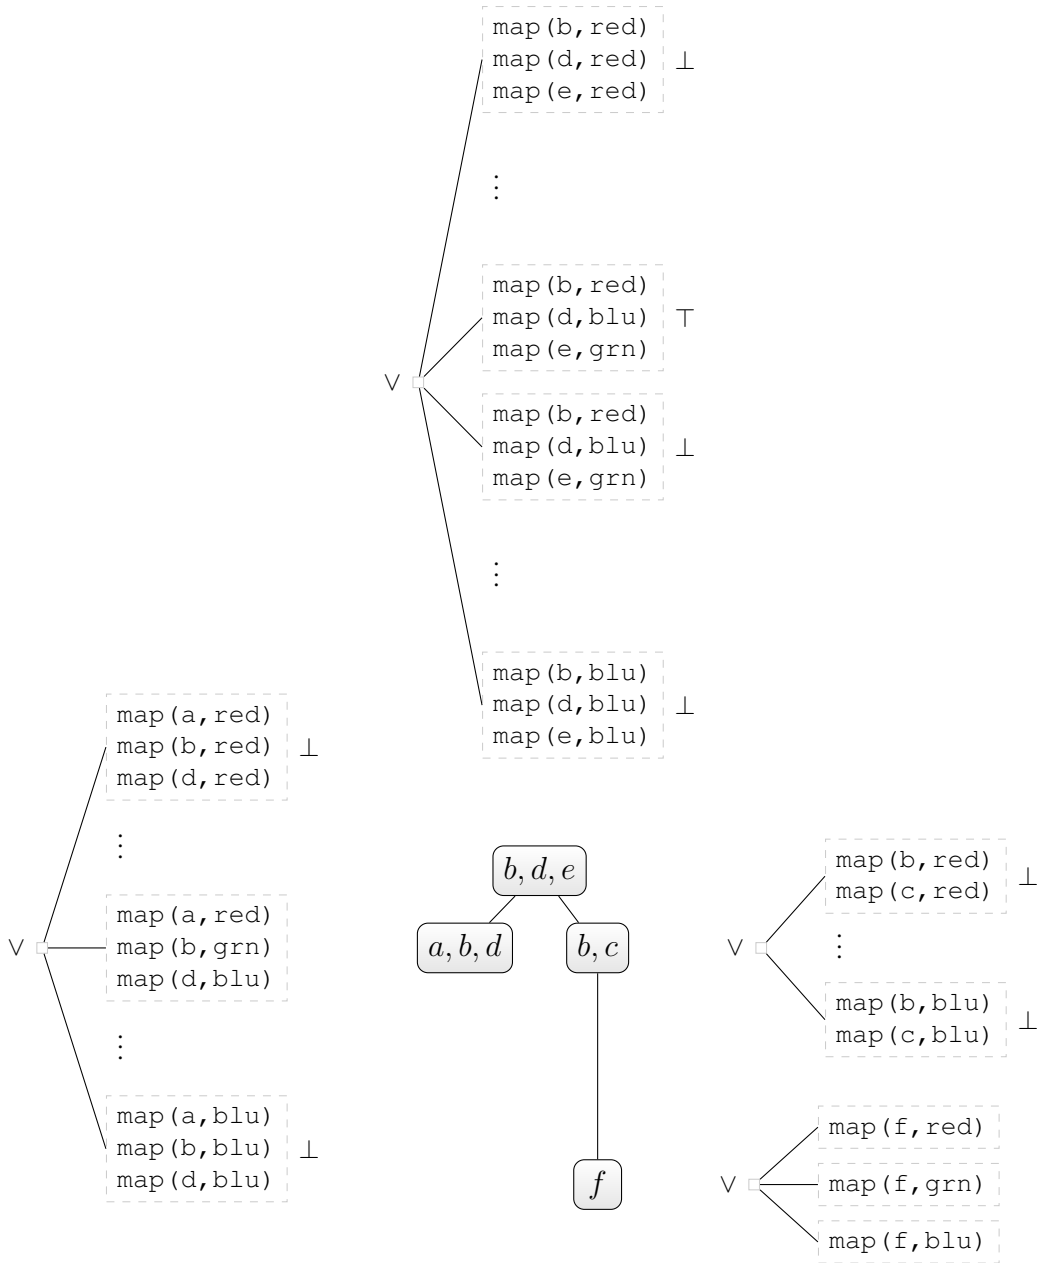 map(b,red)
map(d,red)
map(e,red)
⊥
⋮
map(b,red)
map(d,blu)
map(e,grn)
⊤
∨
map(b,red)
map(d,blu)
map(e,grn)
⊥
⋮
map(b,blu)
map(d,blu)
map(e,blu)
⊥
map(a,red)
map(b,red)
map(d,red)
⊥
⋮
∨
map(a,red)
map(b,grn)
map(d,blu)
⋮
map(a,blu)
map(b,blu)
map(d,blu)
⊥
b, d, e
a, b, d
b, c
f
map(b,red)
map(c,red)
⊥
∨
⋮
map(b,blu)
map(c,blu)
⊥
map(f,red)
∨
map(f,grn)
map(f,blu)